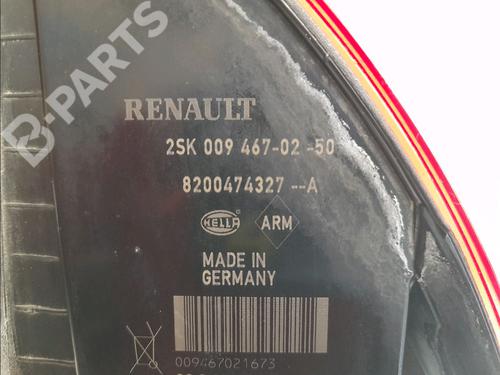 B-PARTS
RENAULT
2SK 009 467-02 -50
8200474327 --A
HELLA ARM
MADE IN
GERMANY
009467021673